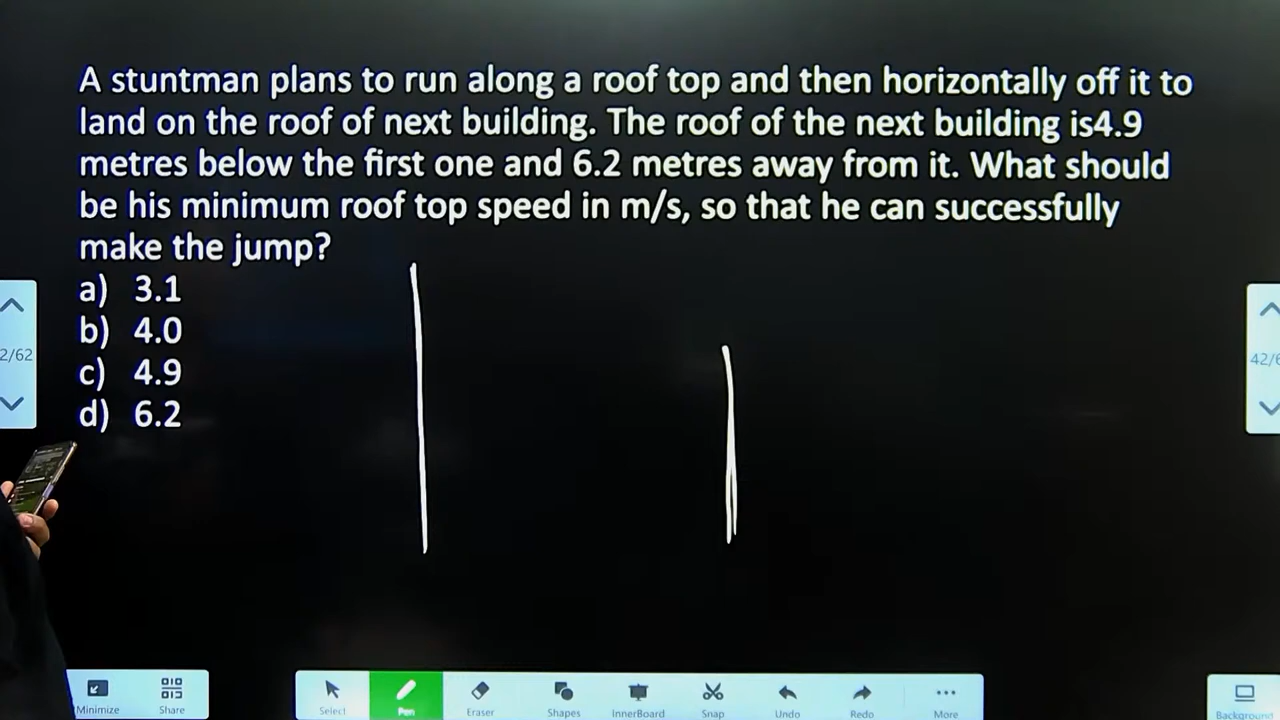 A stuntman plans to run along a roof top and then horizontally off it to
land on the roof of next building. The roof of the next building is4.9
metres below the first one and 6.2 metres away from it. What should
be his minimum roof top speed in m/s, so that he can successfully
make the jump?
a) 3.1
b) 4.0
c) 4.9
d) 6.2
2/62
42/6
Minimize
Share
Select
Pen
Eraser
Shapes
InnerBoard
Snap
Undo
Redo
More
Background